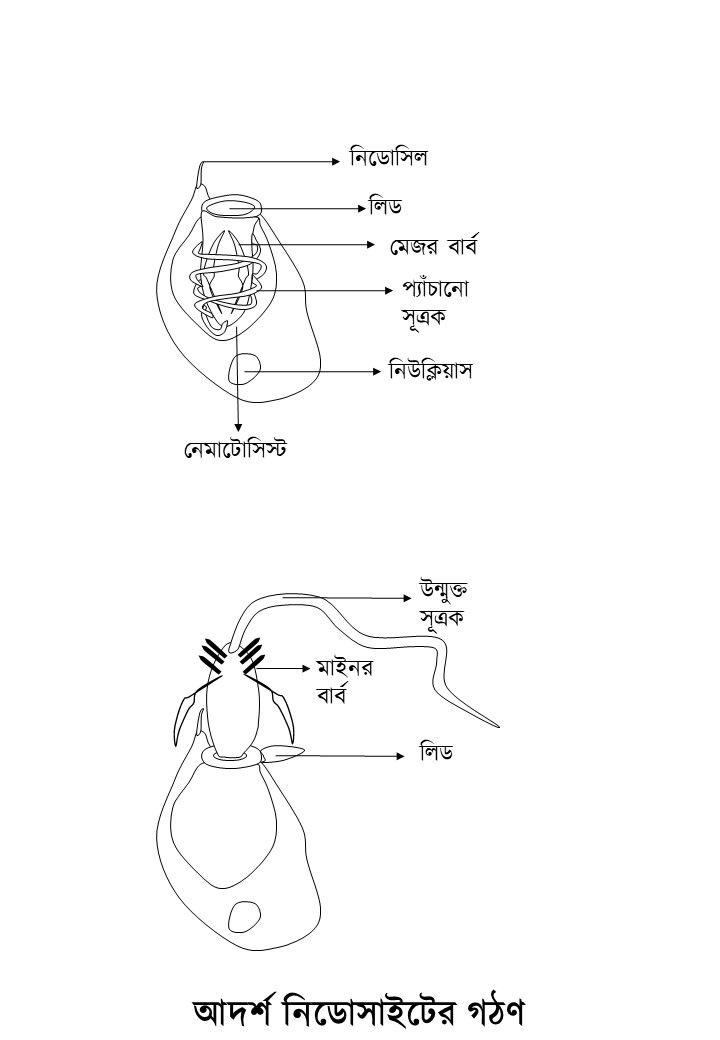 নিডোসিল
লিড
মেজর বার্ব
প্যাঁচানো
সূত্রক
নিউক্লিয়াস
নেমাটোসিস্ট
উন্মুক্ত
সূত্রক
মাইনর
বার্ব
লিড
আদর্শ নিডোসাইটের গঠণ